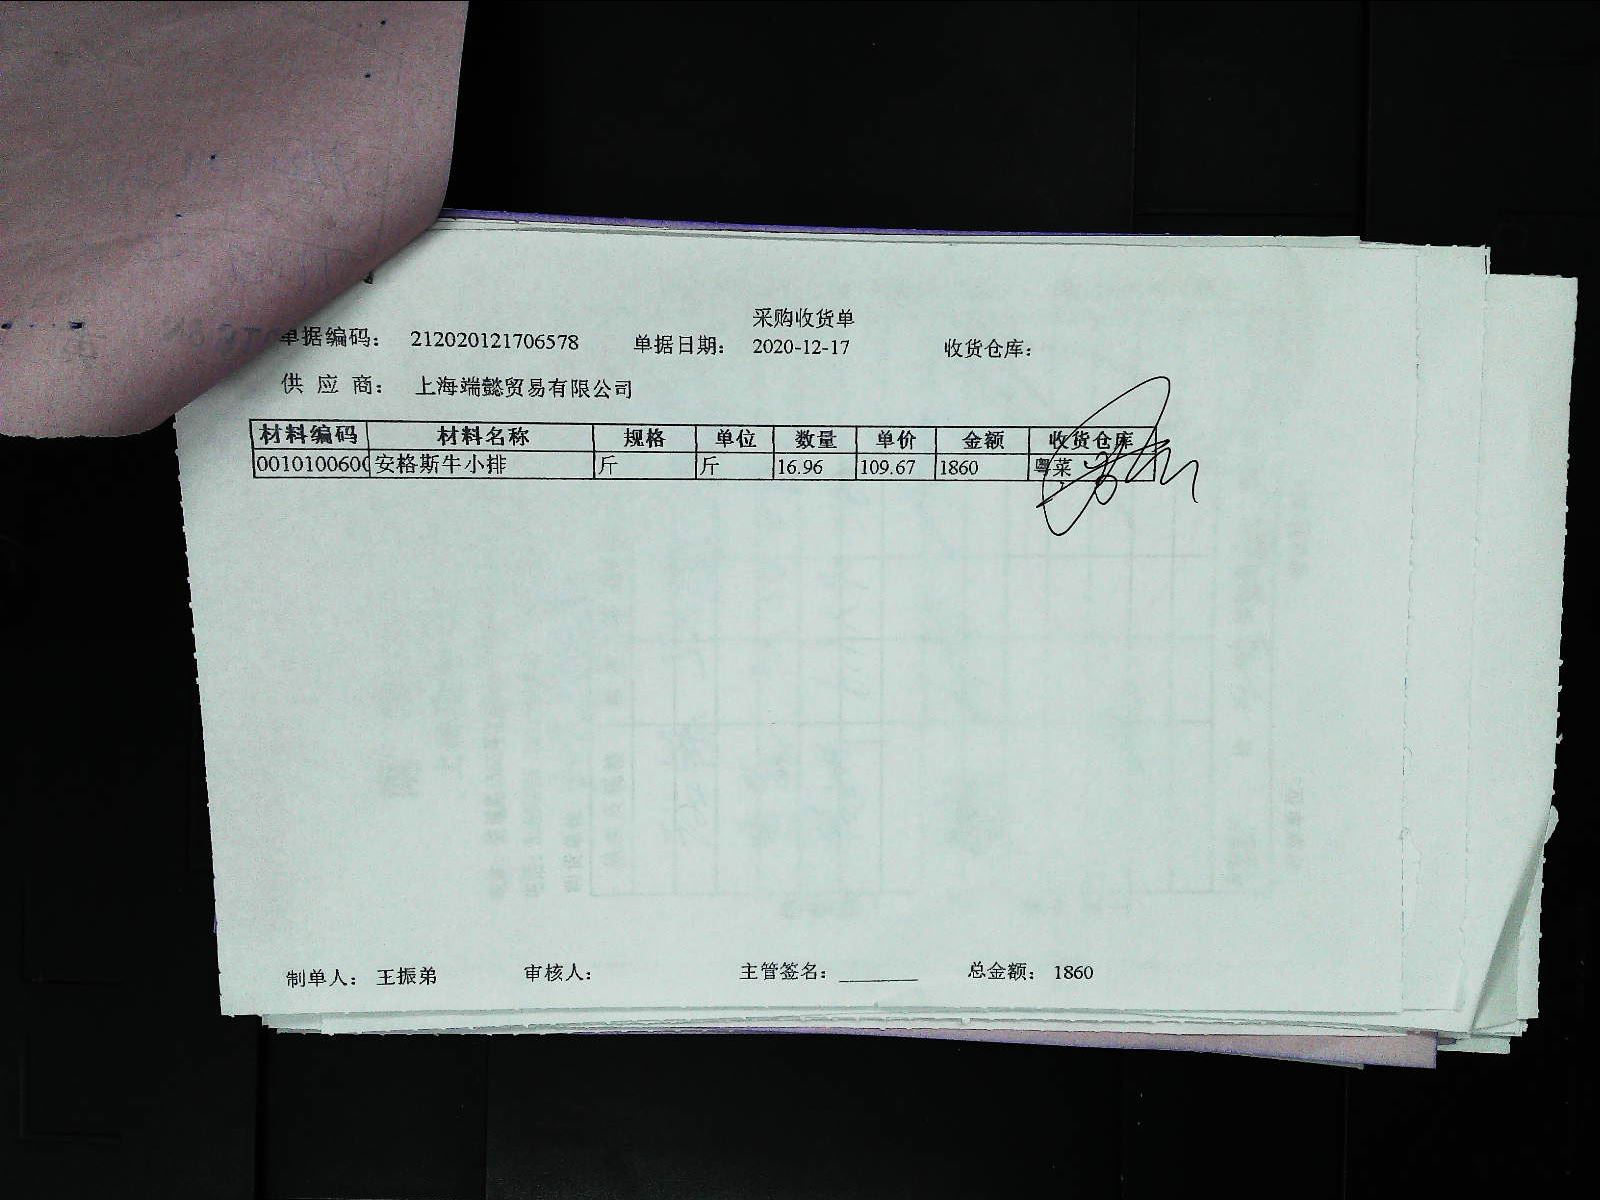 采购收货单
单据编码： 212020121706578 单据日期： 2020-12-17 收货仓库：
供 应 商： 上海端懿贸易有限公司
材料编码 材料名称 规格 单位 数量 单价 金额 收货仓库
0010100600 安格斯牛小排 斤 斤 16.96 109.67 1860 粤菜
制单人： 王振弟 审核人： 主管签名： 总金额： 1860